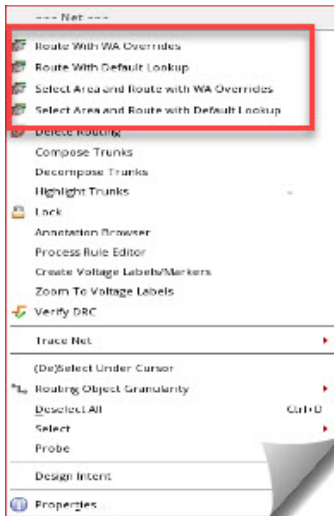 ~~~ Net ~~~
Route With WA Overrides
Route With Default Lookup
Select Area and Route with WA Overrides
Select Area and Route with Default Lookup
Delete Routing
Compose Trunks
Decompose Trunks
Highlight Trunks
Lock
Annotation Browser
Process Rule Editor
Create Voltage Labels/Markers
Zoom To Voltage Labels
Verify DRC
Trace Net
(De)Select Under Cursor
Routing Object Granularity
Deselect All Ctrl+D
Select
Probe
Design Intent
Properties...